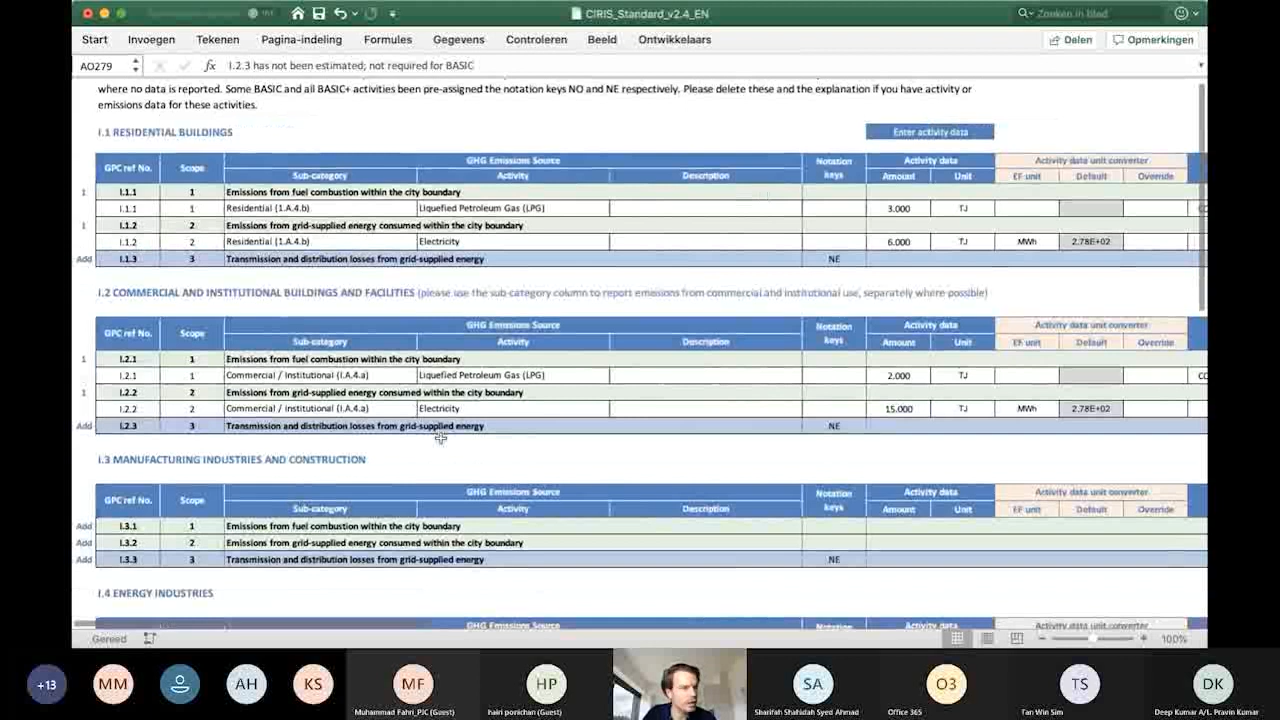 CIRIS_Standard_v2.4_EN
Zoeken in blad
Start Invoegen Tekenen Pagina-indeling Formules Gegevens Controleren Beeld Ontwikkelaars Delen Opmerkingen
AO279 fx I.2.3 has not been estimated; not required for BASIC
where no data is reported. Some BASIC and all BASIC+ activities been pre-assigned the notation keys NO and NE respectively. Please delete these and the explanation if you have activity or
emissions data for these activities.
I.1 RESIDENTIAL BUILDINGS Enter activity data
GPC ref No. Scope GHG Emissions Source Notation keys Activity data Activity data unit converter
Sub-category Activity Description Amount Unit EF unit Default Override
1 I.1.1 1 Emissions from fuel combustion within the city boundary
I.1.1 1 Residential (1.A.4.b) Liquefied Petroleum Gas (LPG) 3.000 TJ
1 I.1.2 2 Emissions from grid-supplied energy consumed within the city boundary
I.1.2 2 Residential (1.A.4.b) Electricity 6.000 TJ MWh 2.78E+02
Add I.1.3 3 Transmission and distribution losses from grid-supplied energy NE
I.2 COMMERCIAL AND INSTITUTIONAL BUILDINGS AND FACILITIES (please use the sub-category column to report emissions from commercial and institutional use, separately where possible)
GPC ref No. Scope GHG Emissions Source Notation keys Activity data Activity data unit converter
Sub-category Activity Description Amount Unit EF unit Default Override
1 I.2.1 1 Emissions from fuel combustion within the city boundary
I.2.1 1 Commercial / Institutional (I.A.4.a) Liquefied Petroleum Gas (LPG) 2.000 TJ
1 I.2.2 2 Emissions from grid-supplied energy consumed within the city boundary
I.2.2 2 Commercial / Institutional (I.A.4.a) Electricity 15.000 TJ MWh 2.78E+02
Add I.2.3 3 Transmission and distribution losses from grid-supplied energy NE
I.3 MANUFACTURING INDUSTRIES AND CONSTRUCTION
GPC ref No. Scope GHG Emissions Source Notation keys Activity data Activity data unit converter
Sub-category Activity Description Amount Unit EF unit Default Override
Add I.3.1 1 Emissions from fuel combustion within the city boundary
Add I.3.2 2 Emissions from grid-supplied energy consumed within the city boundary
Add I.3.3 3 Transmission and distribution losses from grid-supplied energy NE
I.4 ENERGY INDUSTRIES
GHG Emissions Source Notation Activity data Activity data unit converter
Gereed 100%
+13 MM AH KS MF HP SA O3 TS DK
Muhammad Fahri_PJC (Guest) hairi ponichan (Guest) Sharifah Shahidah Syed Ahmad Office 365 Tan Win Sim Deep Kumar A/L. Pravin Kumar